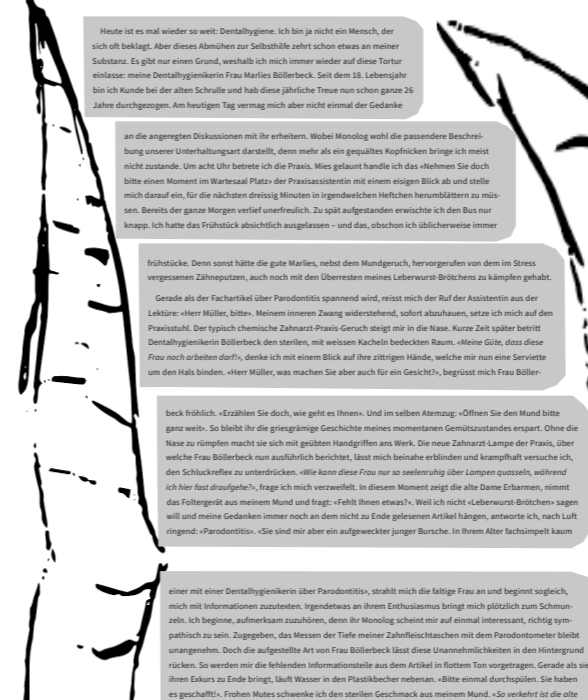 Heute ist es mal wieder so weit: Dentalhygiene. Ich bin ja nicht ein Mensch, der
sich oft beklagt. Aber dieses Abmühen zur Selbsthilfe zehrt schon etwas an meiner
Substanz. Es gibt nur einen Grund, weshalb ich mich immer wieder auf diese Tortur
einlasse: meine Dentalhygienikerin Frau Marlies Böllerbeck. Seit dem 18. Lebensjahr
bin ich Kunde bei der alten Schrulle und hab diese jährliche Treue nun schon ganze 26
Jahre durchgezogen. Am heutigen Tag vermag mich aber nicht einmal der Gedanke
an die angeregten Diskussionen mit ihr erheitern. Wobei Monolog wohl die passendere Beschrei-
bung unserer Unterhaltungsart darstellt, denn mehr als ein gequältes Kopfnicken bringe ich meist
nicht zustande. Um acht Uhr betrete ich die Praxis. Mies gelaunt handle ich das «Nehmen Sie doch
bitte einen Moment im Wartesaal Platz» der Praxisassistentin mit einem eisigen Blick ab und stelle
mich darauf ein, für die nächsten dreissig Minuten in irgendwelchen Heftchen herumblättern zu müs-
sen. Bereits der ganze Morgen verlief unerfreulich. Zu spät aufgestanden erwischte ich den Bus nur
knapp. Ich hatte das Frühstück absichtlich ausgelassen – und das, obschon ich üblicherweise immer
frühstücke. Denn sonst hätte die gute Marlies, nebst dem Mundgeruch, hervorgerufen von dem im Stress
vergessenen Zähneputzen, auch noch mit den Überresten meines Leberwurst-Brötchens zu kämpfen gehabt.
Gerade als der Fachartikel über Parodontitis spannend wird, reisst mich der Ruf der Assistentin aus der
Lektüre: «Herr Müller, bitte». Meinem inneren Zwang widerstehend, sofort abzuhauen, setze ich mich auf den
Praxisstuhl. Der typisch chemische Zahnarzt-Praxis-Geruch steigt mir in die Nase. Kurze Zeit später betritt
Dentalhygienikerin Böllerbeck den sterilen, mit weissen Kacheln bedeckten Raum. «Meine Güte, dass diese
Frau noch arbeiten darf!», denke ich mit einem Blick auf ihre zittrigen Hände, welche mir nun eine Serviette
um den Hals binden. «Herr Müller, was machen Sie aber auch für ein Gesicht?», begrüsst mich Frau Böller-
beck fröhlich. «Erzählen Sie doch, wie geht es Ihnen». Und im selben Atemzug: «Öffnen Sie den Mund bitte
ganz weit». So bleibt ihr die griesgrämige Geschichte meines momentanen Gemütszustandes erspart. Ohne die
Nase zu rümpfen macht sie sich mit geübten Handgriffen ans Werk. Die neue Zahnarzt-Lampe der Praxis, über
welche Frau Böllerbeck nun ausführlich berichtet, lässt mich beinahe erblinden und krampfhaft versuche ich,
den Schluckreflex zu unterdrücken. «Wie kann diese Frau nur so seelenruhig über Lampen quasseln, während
ich hier fast draufgehe?», frage ich mich verzweifelt. In diesem Moment zeigt die alte Dame Erbarmen, nimmt
das Foltergerät aus meinem Mund und fragt: «Fehlt Ihnen etwas?». Weil ich nicht «Leberwurst-Brötchen» sagen
will und meine Gedanken immer noch an dem nicht zu Ende gelesenen Artikel hängen, antworte ich, nach Luft
ringend: «Parodontitis». «Sie sind mir aber ein aufgeweckter junger Bursche. In Ihrem Alter fachsimpelt kaum
einer mit einer Dentalhygienikerin über Parodontitis», strahlt mich die faltige Frau an und beginnt sogleich,
mich mit Informationen zuzutexten. Irgendetwas an ihrem Enthusiasmus bringt mich plötzlich zum Schmun-
zeln. Ich beginne, aufmerksam zuzuhören, denn ihr Monolog scheint mir auf einmal interessant, richtig sym-
pathisch zu sein. Zugegeben, das Messen der Tiefe meiner Zahnfleischtaschen mit dem Parodontometer bleibt
unangenehm. Doch die aufgestellte Art von Frau Böllerbeck lässt diese Unannehmlichkeiten in den Hintergrund
rücken. So werden mir die fehlenden Informationsteile aus dem Artikel in flottem Ton vorgetragen. Gerade als sie
ihren Exkurs zu Ende bringt, läuft Wasser in den Plastikbecher nebenan. «Bitte einmal durchspülen. Sie haben
es geschafft!». Frohen Mutes schwenke ich den sterilen Geschmack aus meinem Mund. «So verkehrt ist die alte